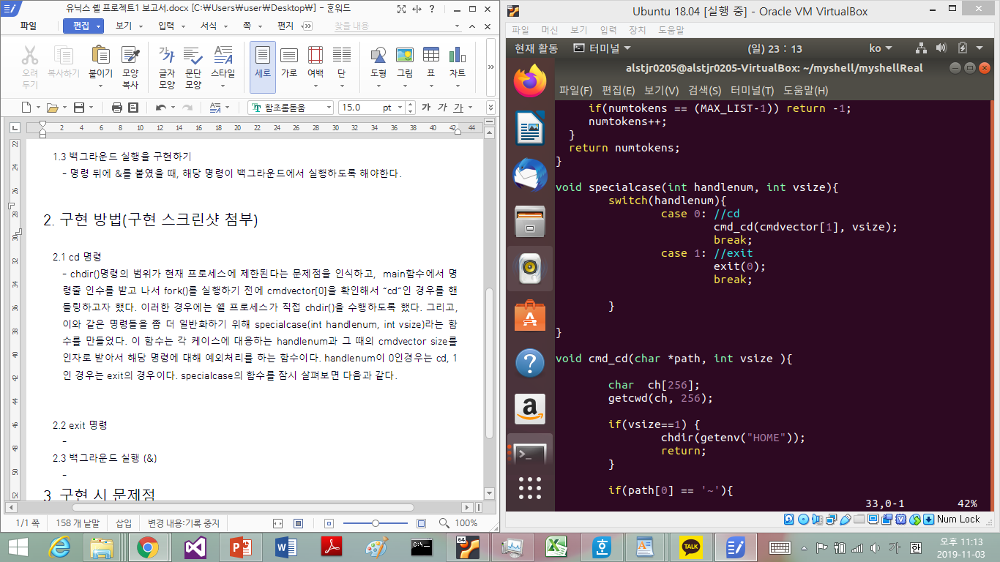 유닉스 쉘 프로젝트1 보고서.docx [C:₩Users₩user₩Desktop₩] - 훈워드
파일 편집 보기 입력 서식 쪽 편지 찾을 내용
오려 두기 복사하기 붙이기 모양 복사 글자 모양 문단 모양 스타일 세로 가로 여백 단 도형 그림 표 차트
함초롬돋움 15.0 pt 가 가 가
2 4 6 8 10 12 14 16 18 20 22 24 26 28 30 32 34 36 38 40 42 44
1.3 백그라운드 실행을 구현하기
- 명령 뒤에 &를 붙였을 때, 해당 명령이 백그라운드에서 실행하도록 해야한다.
2. 구현 방법(구현 스크린샷 첨부)
2.1 cd 명령
- chdir()명령의 범위가 현재 프로세스에 제한된다는 문제점을 인식하고, main함수에서 명
령줄 인수를 받고 나서 fork()를 실행하기 전에 cmdvector[0]을 확인해서 “cd”인 경우를 핸
들링하고자 했다. 이러한 경우에는 쉘 프로세스가 직접 chdir()을 수행하도록 했다. 그리고,
이와 같은 명령들을 좀 더 일반화하기 위해 specialcase(int handlenum, int vsize)라는 함
수를 만들었다. 이 함수는 각 케이스에 대응하는 handlenum과 그 때의 cmdvector size를
인자로 받아서 해당 명령에 대해 예외처리를 하는 함수이다. handlenum이 0인경우는 cd, 1
인 경우는 exit의 경우이다. specialcase의 함수를 잠시 살펴보면 다음과 같다.
2.2 exit 명령
-
2.3 백그라운드 실행 (&)
-
3. 구현 시 문제점
1/1 쪽 158 개 낱말 삽입 변경 내용:기록 중지 100%
Ubuntu 18.04 [실행 중] - Oracle VM VirtualBox
파일 머신 보기 입력 장치 도움말
현재 활동 터미널 (일) 23 : 13 ko
alstjr0205@alstjr0205-VirtualBox: ~/myshell/myshellReal
파일(F) 편집(E) 보기(V) 검색(S) 터미널(T) 도움말(H)
if(numtokens == (MAX_LIST-1)) return -1;
numtokens++;
}
return numtokens;
}
void specialcase(int handlenum, int vsize){
switch(handlenum){
case 0: //cd
cmd_cd(cmdvector[1], vsize);
break;
case 1: //exit
exit(0);
break;
}
}
void cmd_cd(char *path, int vsize ){
char ch[256];
getcwd(ch, 256);
if(vsize==1) {
chdir(getenv("HOME"));
return;
}
if(path[0] == '~'){
33,0-1 42%
Num Lock
64
TALK
가 한
오후 11:13
2019-11-03